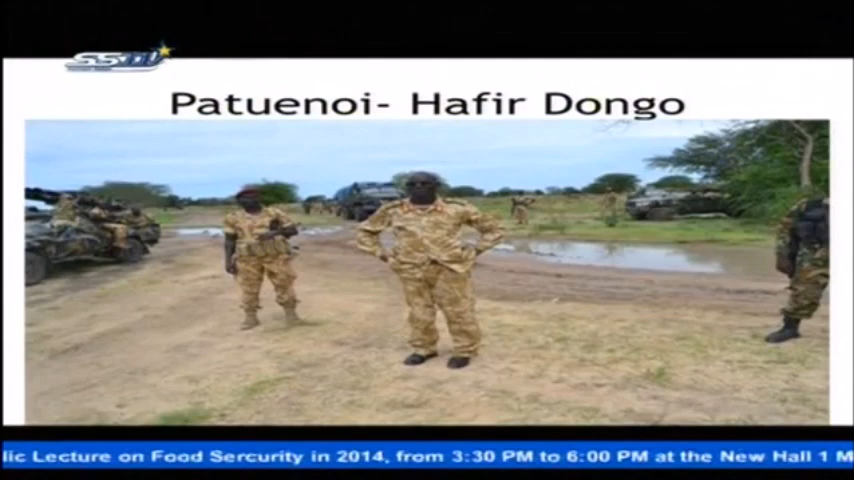 SSTV
Patuenoi- Hafir Dongo
lic Lecture on Food Sercurity in 2014, from 3:30 PM to 6:00 PM at the New Hall 1 M